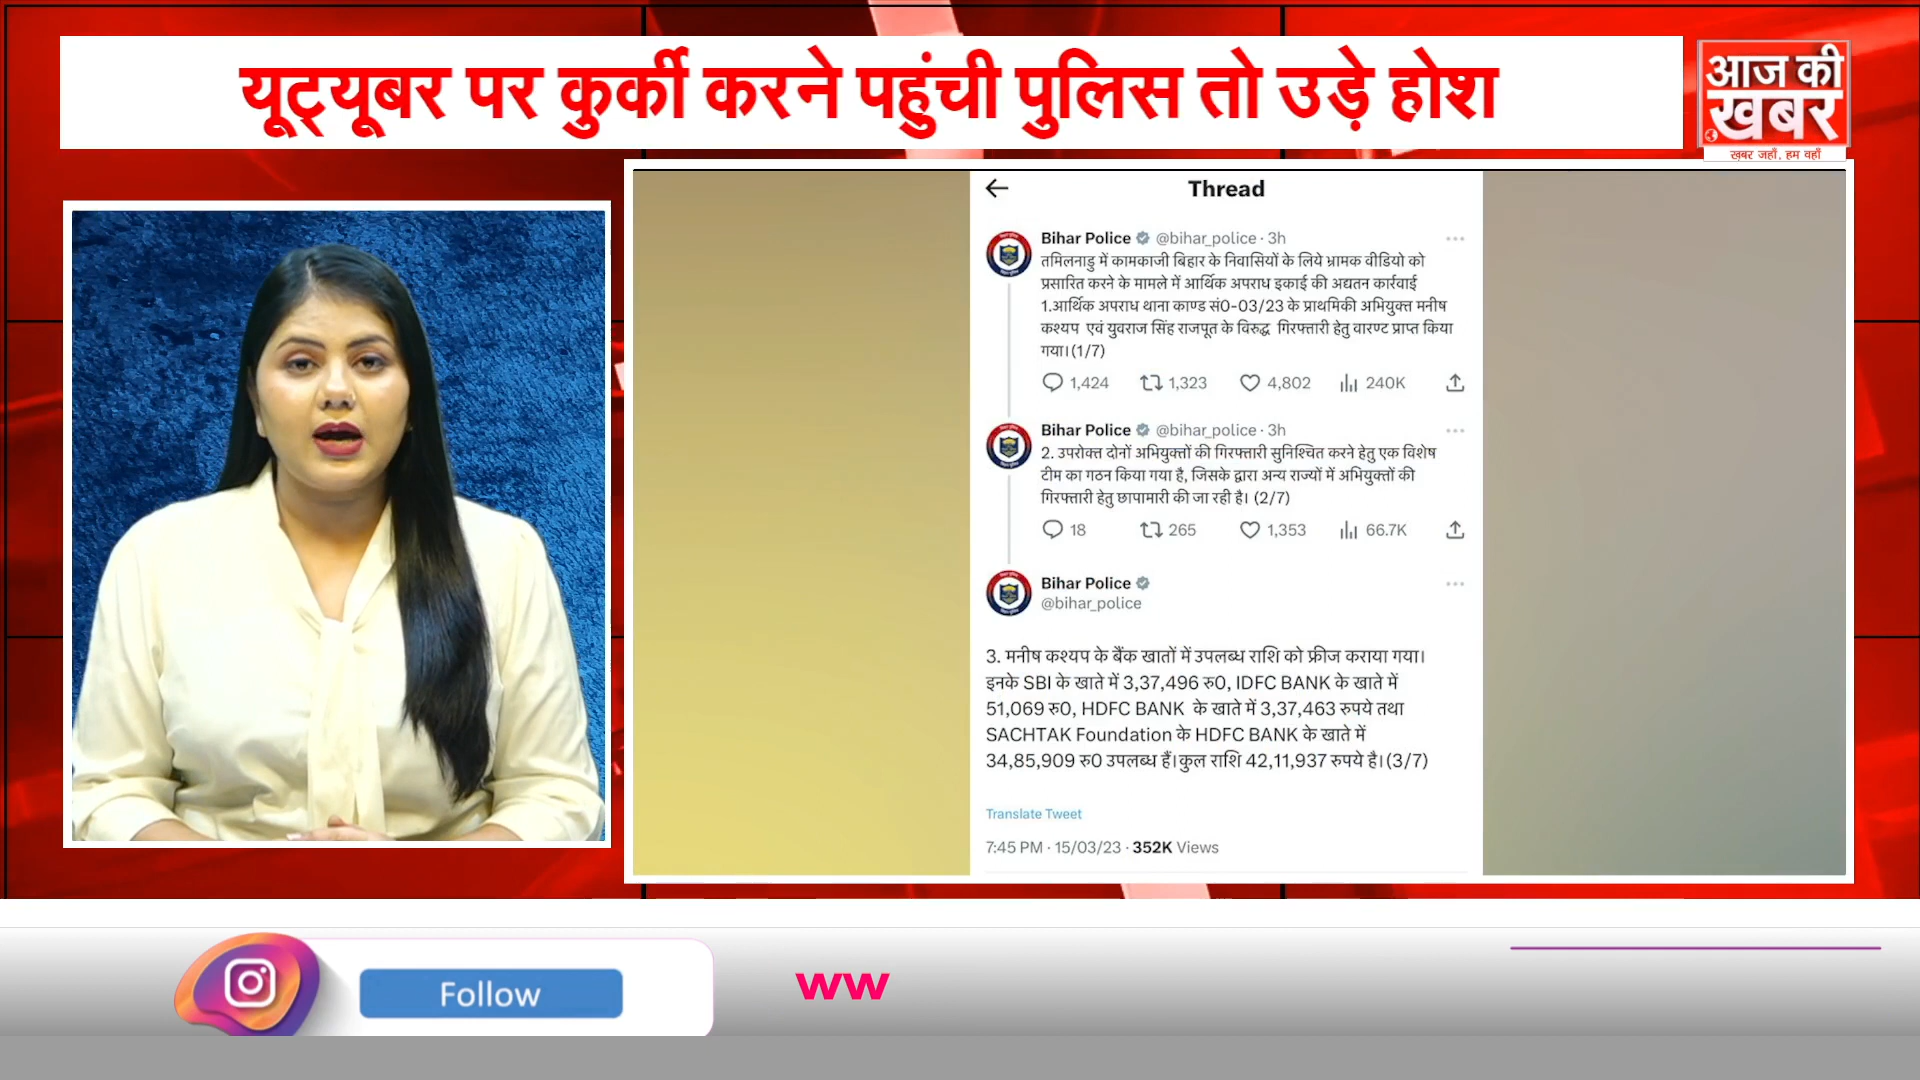 यूट्यूबर पर कुर्की करने पहुंची पुलिस तो उड़े होश
आज की
खबर
खबर जहाँ, हम वहाँ
Thread
Bihar Police @bihar_police · 3h
तमिलनाडु में कामकाजी बिहार के निवासियों के लिये भ्रामक वीडियो को
प्रसारित करने के मामले में आर्थिक अपराध इकाई की अद्यतन कार्रवाई
1.आर्थिक अपराध थाना काण्ड सं0-03/23 के प्राथमिकी अभियुक्त मनीष
कश्यप एवं युवराज सिंह राजपूत के विरुद्ध गिरफ्तारी हेतु वारण्ट प्राप्त किया
गया।(1/7)
1,424 1,323 4,802 240K
Bihar Police @bihar_police · 3h
2. उपरोक्त दोनों अभियुक्तों की गिरफ्तारी सुनिश्चित करने हेतु एक विशेष
टीम का गठन किया गया है, जिसके द्वारा अन्य राज्यों में अभियुक्तों की
गिरफ्तारी हेतु छापामारी की जा रही है। (2/7)
18 265 1,353 66.7K
Bihar Police
@bihar_police
3. मनीष कश्यप के बैंक खातों में उपलब्ध राशि को फ्रीज कराया गया।
इनके SBI के खाते में 3,37,496 रु0, IDFC BANK के खाते में
51,069 रु0, HDFC BANK के खाते में 3,37,463 रुपये तथा
SACHTAK Foundation के HDFC BANK के खाते में
34,85,909 रु0 उपलब्ध हैं।कुल राशि 42,11,937 रुपये है।(3/7)
Translate Tweet
7:45 PM · 15/03/23 · 352K Views
Follow
ww